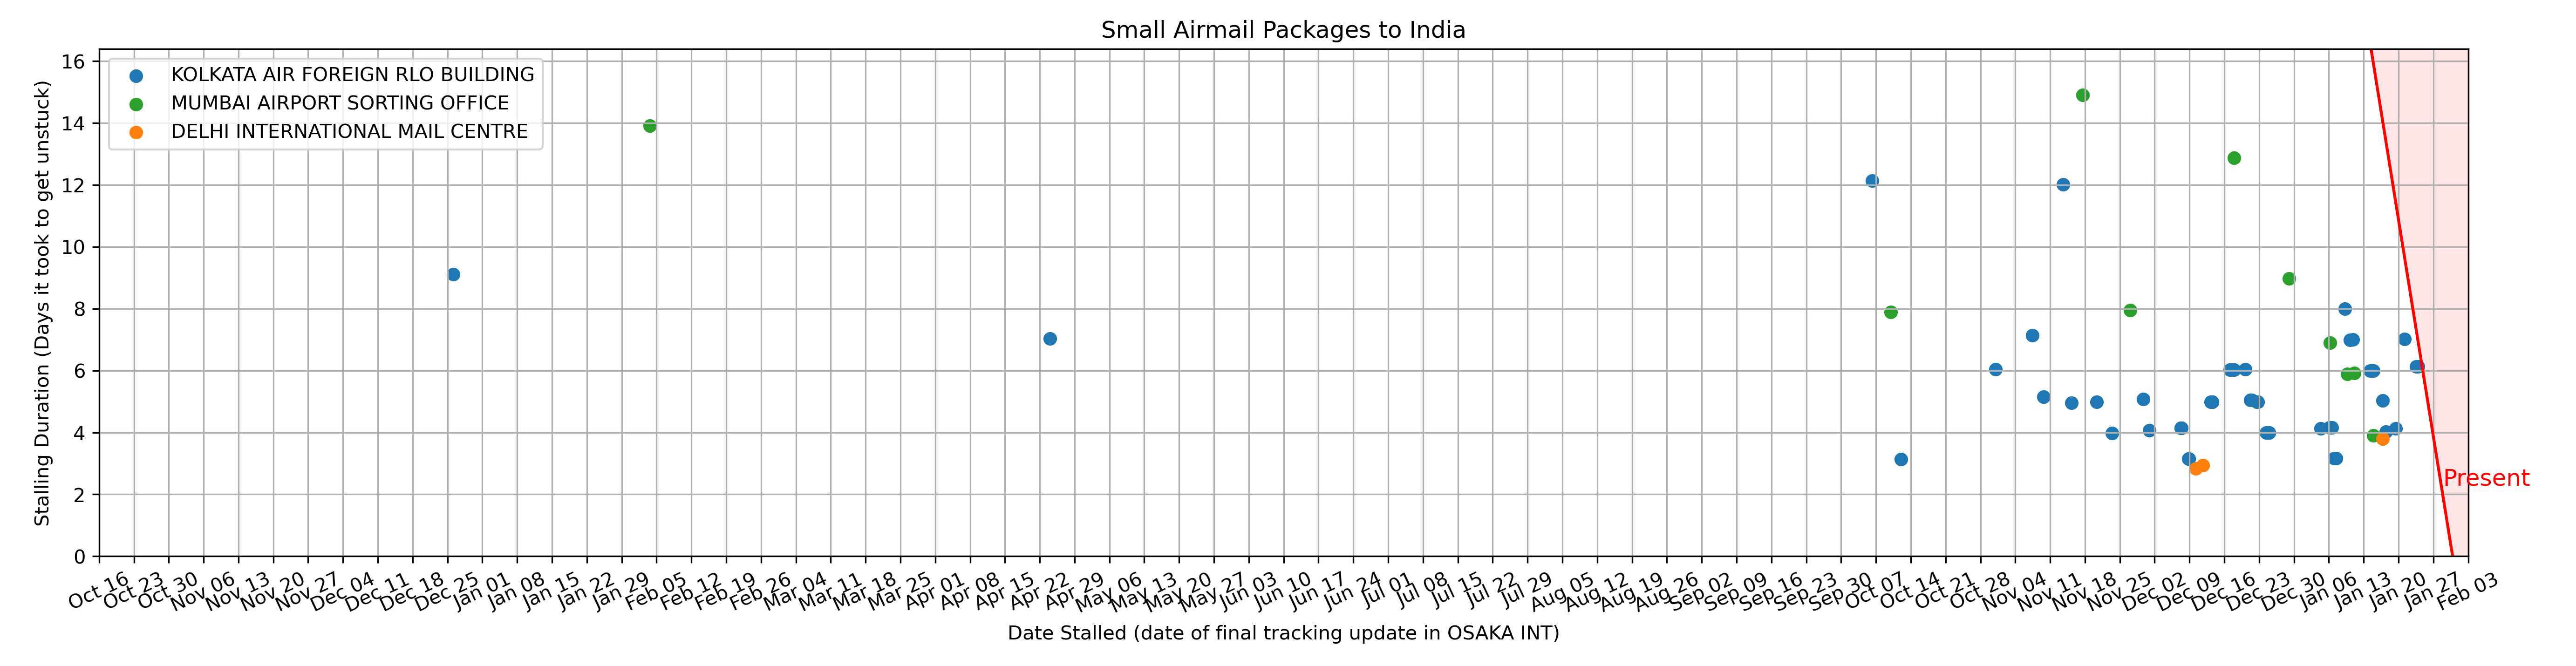 Small Airmail Packages to India
Stalling Duration (Days it took to get unstuck)
16
14
12
10
8
6
4
2
0
KOLKATA AIR FOREIGN RLO BUILDING
MUMBAI AIRPORT SORTING OFFICE
DELHI INTERNATIONAL MAIL CENTRE
Present
Oct 16
Oct 23
Oct 30
Nov 06
Nov 13
Nov 20
Nov 27
Dec 04
Dec 11
Dec 18
Dec 25
Jan 01
Jan 08
Jan 15
Jan 22
Jan 29
Feb 05
Feb 12
Feb 19
Feb 26
Mar 04
Mar 11
Mar 18
Mar 25
Apr 01
Apr 08
Apr 15
Apr 22
Apr 29
May 06
May 13
May 20
May 27
Jun 03
Jun 10
Jun 17
Jun 24
Jul 01
Jul 08
Jul 15
Jul 22
Jul 29
Aug 05
Aug 12
Aug 19
Aug 26
Sep 02
Sep 09
Sep 16
Sep 23
Sep 30
Oct 07
Oct 14
Oct 21
Oct 28
Nov 04
Nov 11
Nov 18
Nov 25
Dec 02
Dec 09
Dec 16
Dec 23
Dec 30
Jan 06
Jan 13
Jan 20
Jan 27
Feb 03
Date Stalled (date of final tracking update in OSAKA INT)